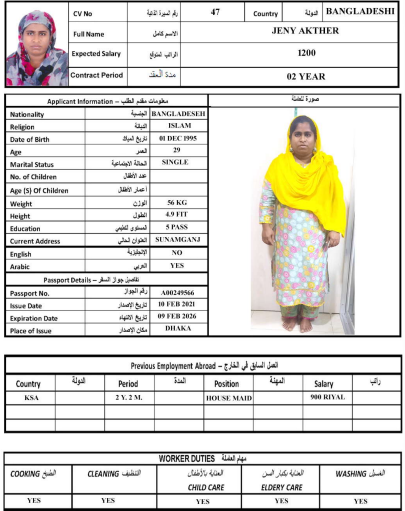 CV No رقم السيرة الذاتية 47 Country الدولة BANGLADESHI
Full Name الاسم كامل JENY AKTHER
Expected Salary الراتب المتوقع 1200
Contract Period مدة العقد 02 YEAR
Applicant Information – معلومات مقدم الطلب
صورة للعاملة
Nationality الجنسية BANGLADESEH
Religion الديانة ISLAM
Date of Birth تاريخ الميلاد 01 DEC 1995
Age العمر 29
Marital Status الحالة الاجتماعية SINGLE
No. of Children عدد الأطفال
Age (S) Of Children أعمار الأطفال
Weight الوزن 56 KG
Height الطول 4.9 FIT
Education المستوى التعليمي 5 PASS
Current Address العنوان الحالي SUNAMGANJ
English الإنجليزية NO
Arabic العربي YES
Passport Details – تفاصيل جواز السفر
Passport No. رقم الجواز A00249566
Issue Date تاريخ الإصدار 10 FEB 2021
Expiration Date تاريخ الانتهاء 09 FEB 2026
Place of Issue مكان الإصدار DHAKA
Previous Employment Abroad – العمل السابق في الخارج
Country الدولة Period المدة Position المهنة Salary راتب
KSA 2 Y. 2 M. HOUSE MAID 900 RIYAL
WORKER DUTIES مهام العاملة
COOKING الطبخ CLEANING التنظيف العناية بالأطفال العناية بكبار السن WASHING الغسيل
CHILD CARE ELDERY CARE
YES YES YES YES YES